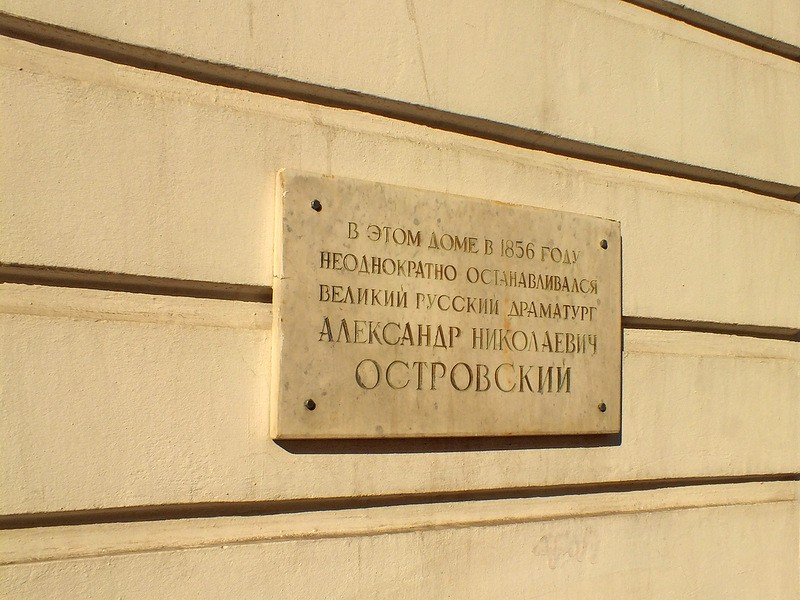 В ЭТОМ ДОМЕ В 1856 ГОДУ
НЕОДНОКРАТНО ОСТАНАВЛИВАЛСЯ
ВЕЛИКИЙ РУССКИЙ ДРАМАТУРГ
АЛЕКСАНДР НИКОЛАЕВИЧ
ОСТРОВСКИЙ